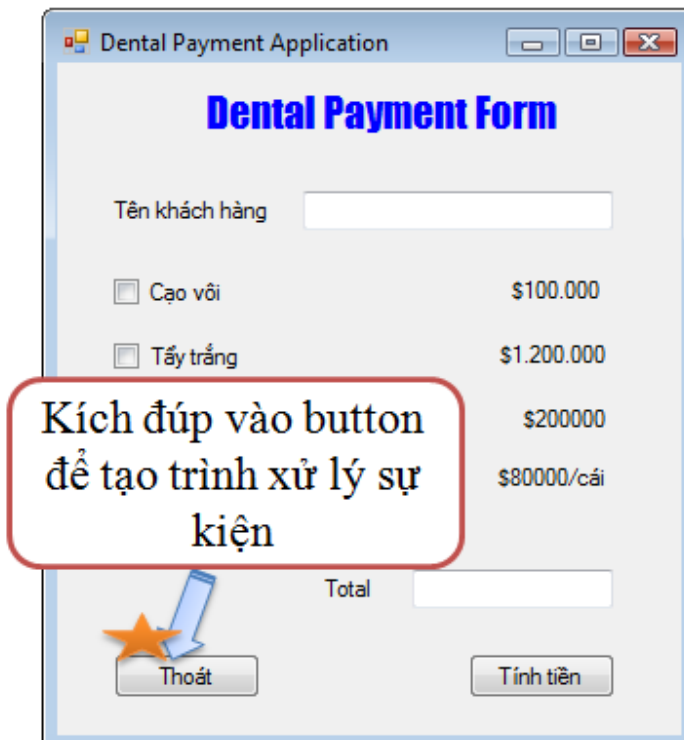 Dental Payment Application
Dental Payment Form
Tên khách hàng
Cạo vôi $100.000
Tẩy trắng $1.200.000
Kích đúp vào button
để tạo trình xử lý sự
kiện
$200000
$80000/cái
Total
Thoát Tính tiền